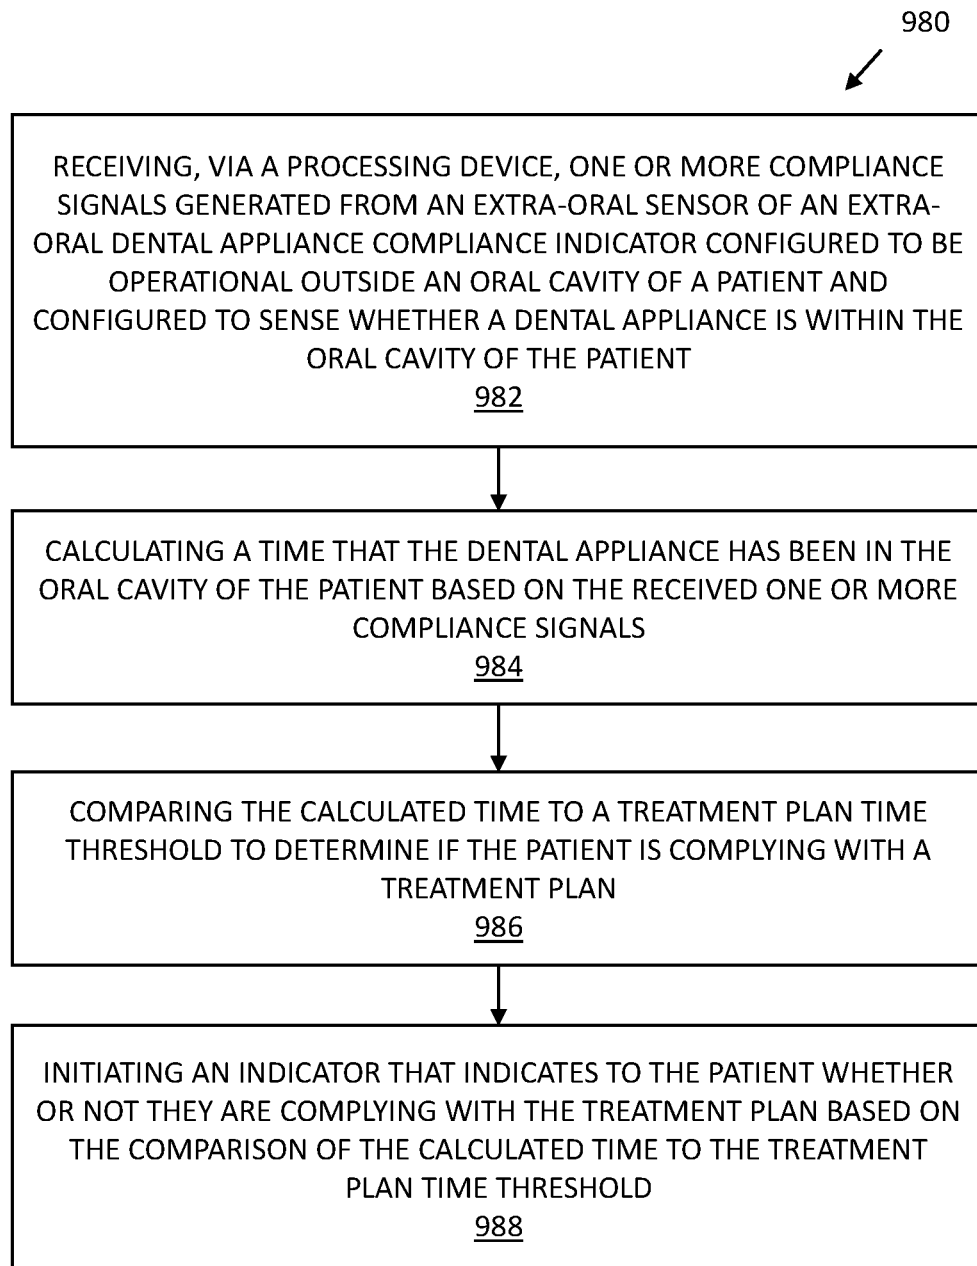 980
RECEIVING, VIA A PROCESSING DEVICE, ONE OR MORE COMPLIANCE
SIGNALS GENERATED FROM AN EXTRA-ORAL SENSOR OF AN EXTRA-
ORAL DENTAL APPLIANCE COMPLIANCE INDICATOR CONFIGURED TO BE
OPERATIONAL OUTSIDE AN ORAL CAVITY OF A PATIENT AND
CONFIGURED TO SENSE WHETHER A DENTAL APPLIANCE IS WITHIN THE
ORAL CAVITY OF THE PATIENT
982
CALCULATING A TIME THAT THE DENTAL APPLIANCE HAS BEEN IN THE
ORAL CAVITY OF THE PATIENT BASED ON THE RECEIVED ONE OR MORE
COMPLIANCE SIGNALS
984
COMPARING THE CALCULATED TIME TO A TREATMENT PLAN TIME
THRESHOLD TO DETERMINE IF THE PATIENT IS COMPLYING WITH A
TREATMENT PLAN
986
INITIATING AN INDICATOR THAT INDICATES TO THE PATIENT WHETHER
OR NOT THEY ARE COMPLYING WITH THE TREATMENT PLAN BASED ON
THE COMPARISON OF THE CALCULATED TIME TO THE TREATMENT
PLAN TIME THRESHOLD
988